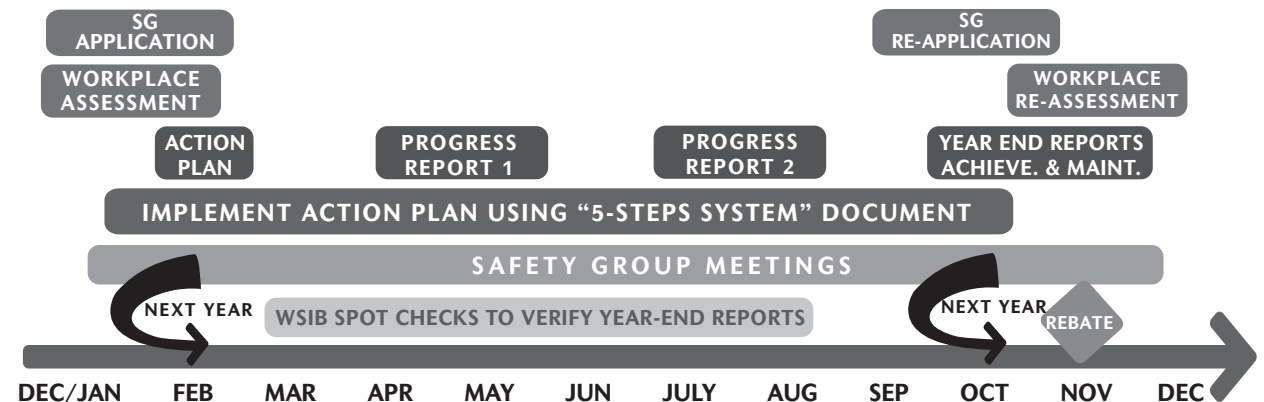 SG
APPLICATION
SG
RE-APPLICATION
WORKPLACE
ASSESSMENT
WORKPLACE
RE-ASSESSMENT
ACTION
PLAN
PROGRESS
REPORT 1
PROGRESS
REPORT 2
YEAR END REPORTS
ACHIEVE. & MAINT.
IMPLEMENT ACTION PLAN USING “5-STEPS SYSTEM” DOCUMENT
SAFETY GROUP MEETINGS
NEXT YEAR
WSIB SPOT CHECKS TO VERIFY YEAR-END REPORTS
NEXT YEAR
REBATE
DEC/JAN FEB MAR APR MAY JUN JULY AUG SEP OCT NOV DEC